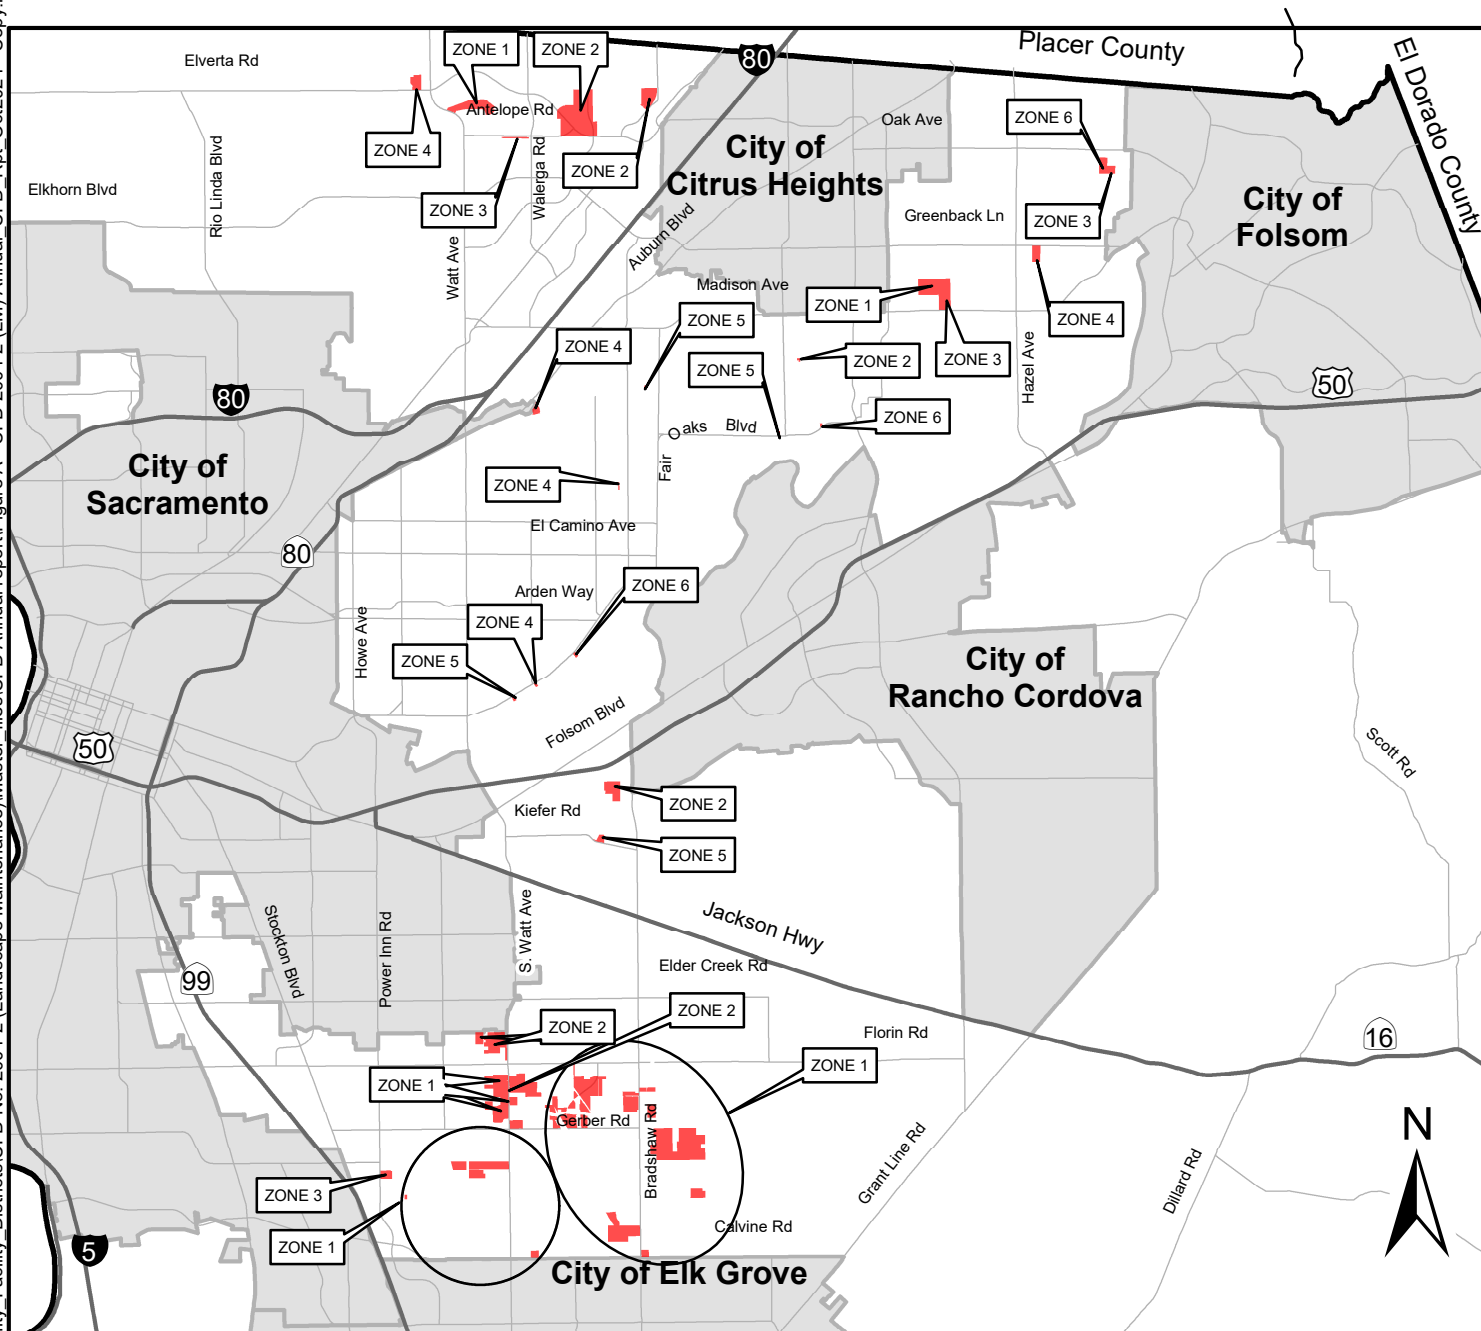 Placer County
El Dorado County
Elverta Rd
ZONE 1
ZONE 2
80
Antelope Rd
ZONE 4
ZONE 2
ZONE 3
Walerga Rd
Rio Linda Blvd
Elkhorn Blvd
Watt Ave
Auburn Blvd
City of
Citrus Heights
Oak Ave
ZONE 6
Greenback Ln
ZONE 3
City of
Folsom
Madison Ave
ZONE 1
ZONE 4
ZONE 5
ZONE 4
ZONE 2
ZONE 3
ZONE 5
Hazel Ave
50
80
ZONE 6
Fair Oaks Blvd
City of
Sacramento
ZONE 4
El Camino Ave
80
Arden Way
ZONE 6
ZONE 4
Howe Ave
ZONE 5
City of
Rancho Cordova
Folsom Blvd
50
Scott Rd
Kiefer Rd
ZONE 2
ZONE 5
Jackson Hwy
S. Watt Ave
Stockton Blvd
Power Inn Rd
Elder Creek Rd
99
ZONE 2
ZONE 2
Florin Rd
16
ZONE 1
ZONE 1
Gerber Rd
Bradshaw Rd
Grant Line Rd
Dillard Rd
N
ZONE 3
Calvine Rd
ZONE 1
5
City of Elk Grove